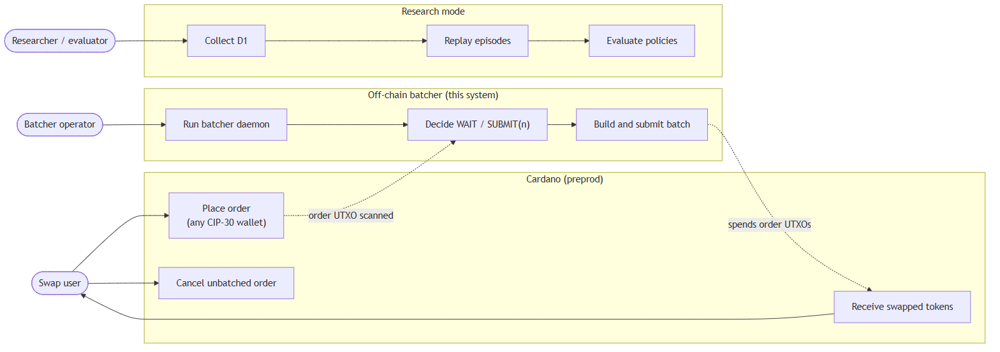 Research mode
Researcher / evaluator
Collect D1
Replay episodes
Evaluate policies
Off-chain batcher (this system)
Batcher operator
Run batcher daemon
Decide WAIT / SUBMIT(n)
Build and submit batch
Cardano (preprod)
Place order
(any CIP-30 wallet)
order UTXO scanned
spends order UTXOs
Swap user
Cancel unbatched order
Receive swapped tokens